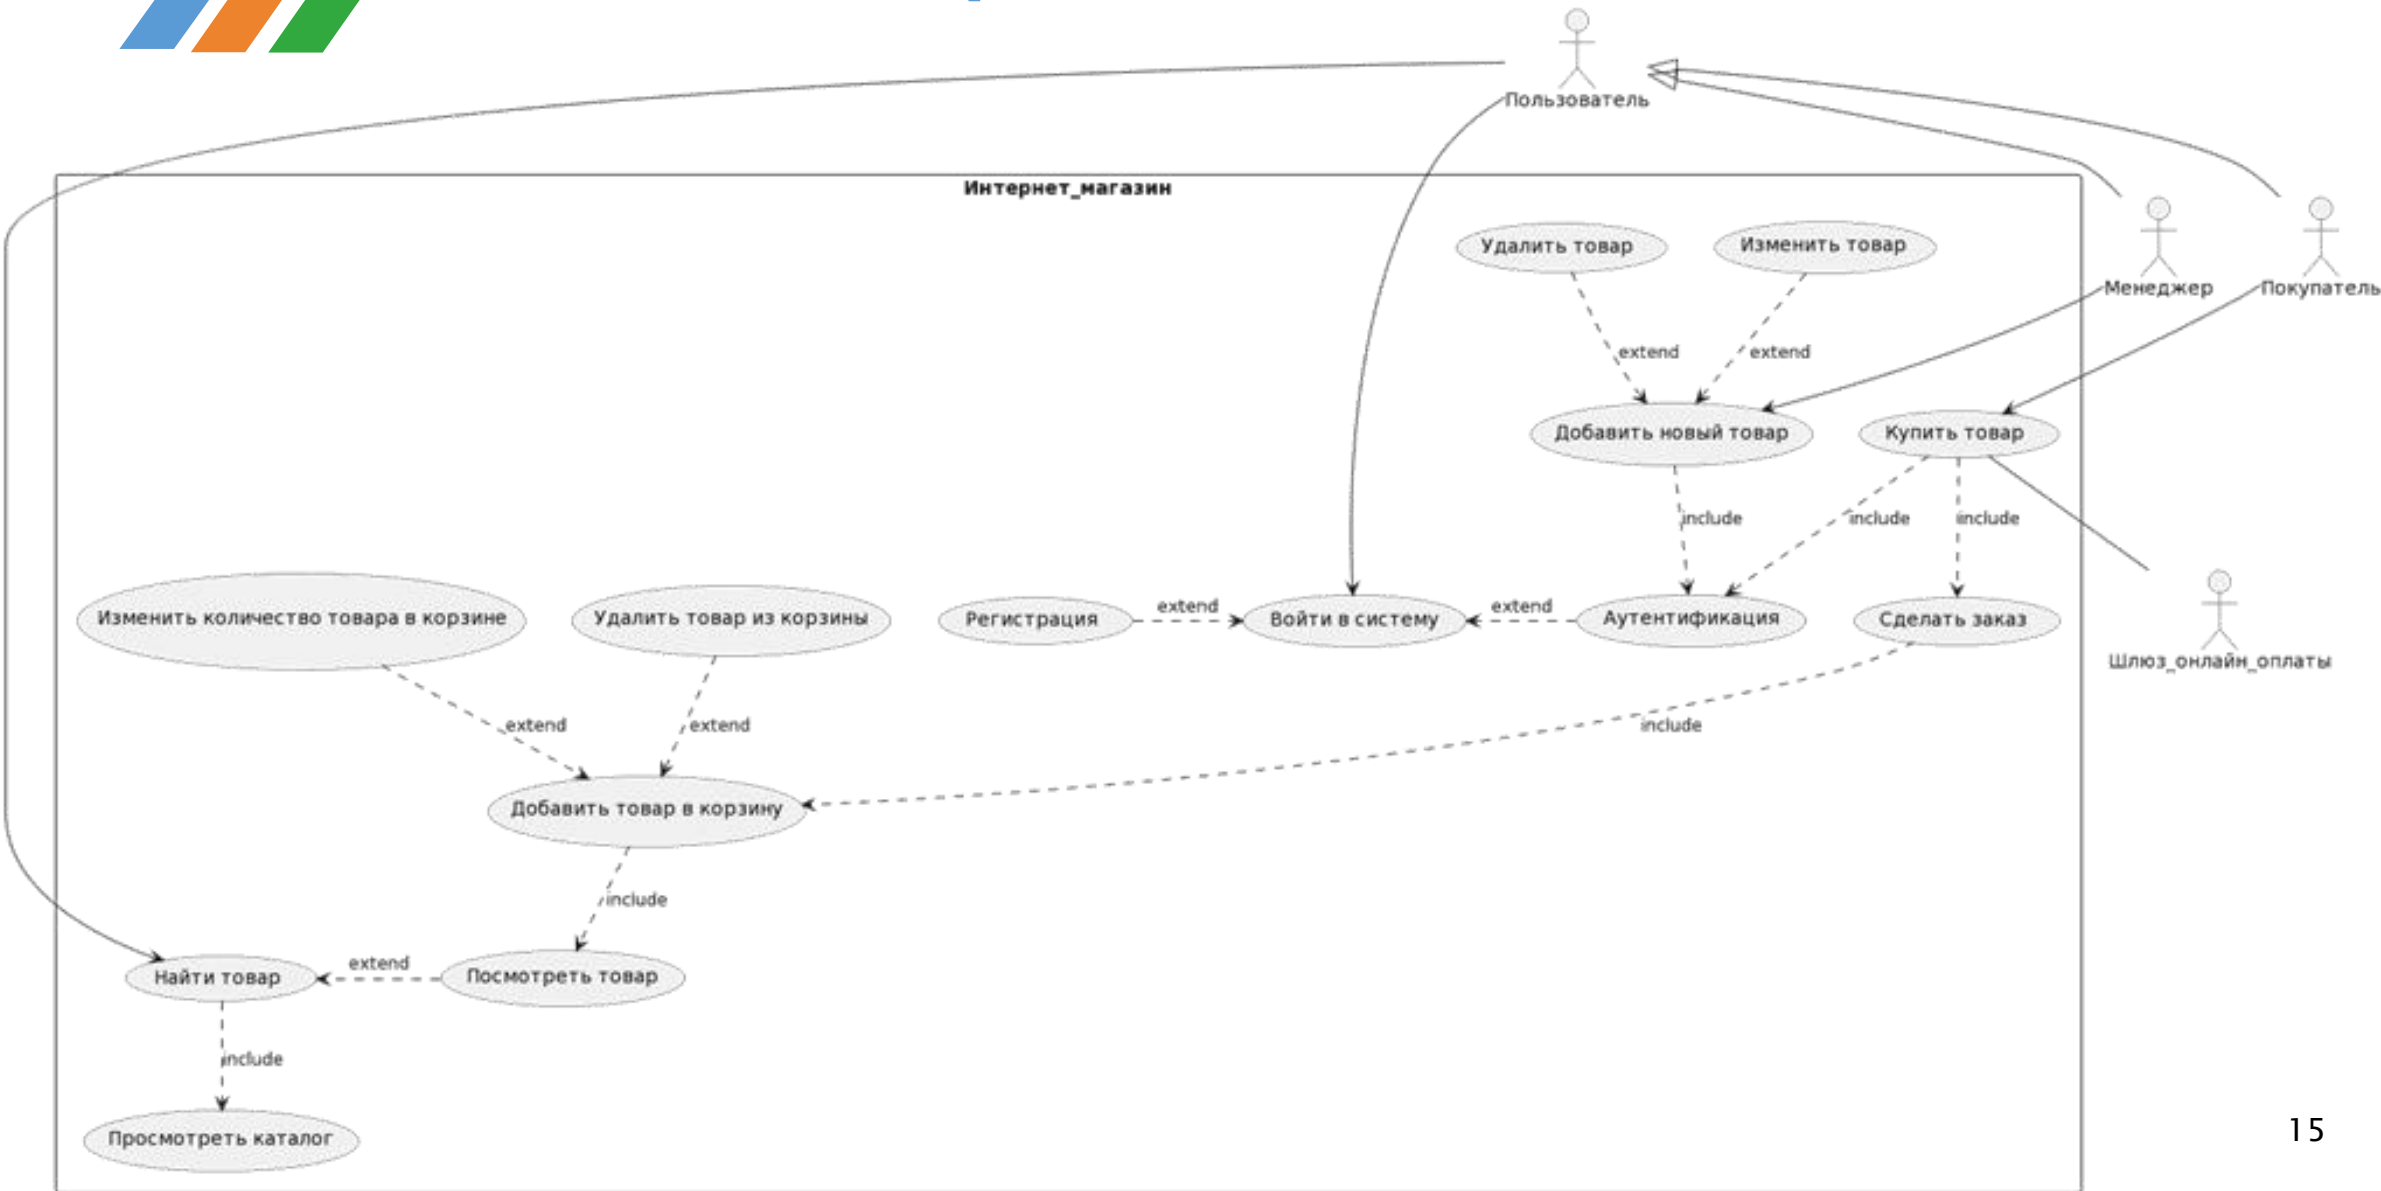 Пользователь
Интернет_магазин
Удалить товар
Изменить товар
Менеджер
Покупатель
extend
extend
Добавить новый товар
Купить товар
include
include
include
Изменить количество товара в корзине
Удалить товар из корзины
Регистрация
extend
Войти в систему
extend
Аутентификация
Сделать заказ
Шлюз_онлайн_оплаты
extend
extend
include
Добавить товар в корзину
include
Найти товар
extend
Посмотреть товар
include
Просмотреть каталог
15